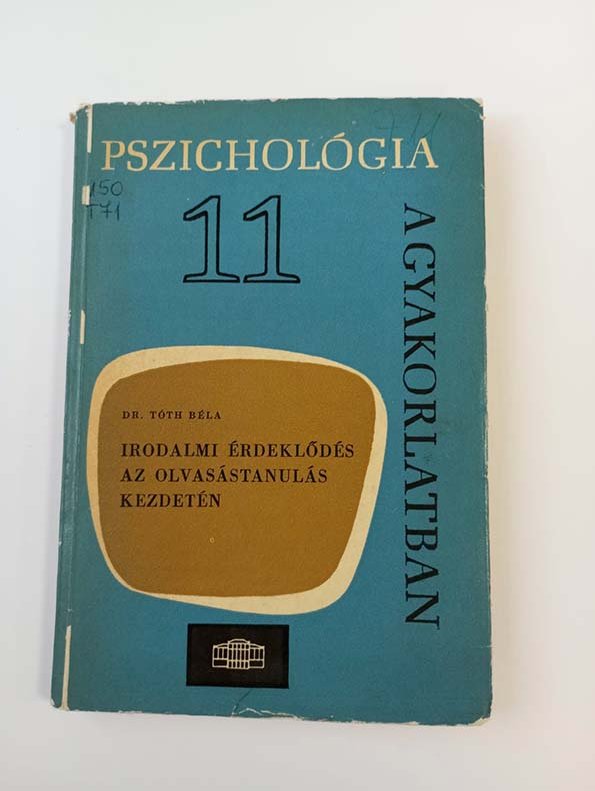 PSZICHOLÓGIA
150
T71
11
A GYAKORLATBAN
DR. TÓTH BÉLA
IRODALMI ÉRDEKLŐDÉS
AZ OLVASÁSTANULÁS
KEZDETÉN